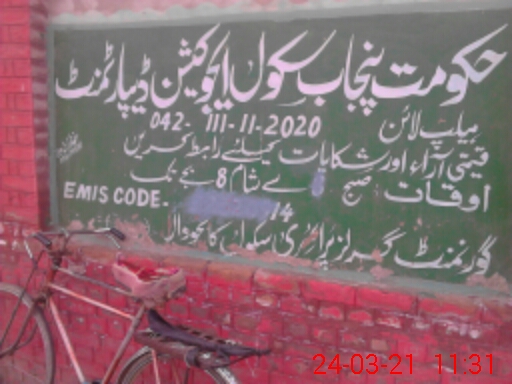 حکومت پنجاب سکول ایجوکیشن ڈیپارٹمنٹ
ہیلپ لائن 042- 111-11-2020
قیمتی آراء اور شکایات کیلئے رابطہ کریں
اوقات صبح 8 سے شام 8 بجے تک
EMIS CODE- 14
گورنمنٹ گرلز پرائمری سکول
24-03-21 11:31